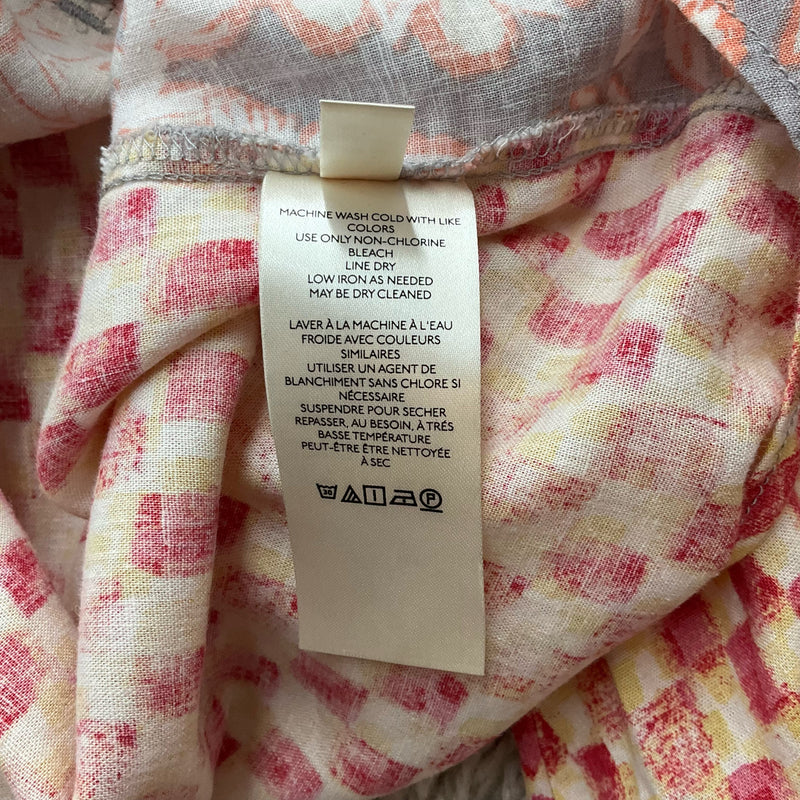 MACHINE WASH COLD WITH LIKE
COLORS
USE ONLY NON-CHLORINE
BLEACH
LINE DRY
LOW IRON AS NEEDED
MAY BE DRY CLEANED
LAVER À LA MACHINE À L'EAU
FROIDE AVEC COULEURS
SIMILAIRES
UTILISER UN AGENT DE
BLANCHIMENT SANS CHLORE SI
NÉCESSAIRE
SUSPENDRE POUR SECHER
REPASSER, AU BESOIN, À TRÉS
BASSE TEMPÉRATURE
PEUT-ÊTRE ÊTRE NETTOYÉE
À SEC
30 P